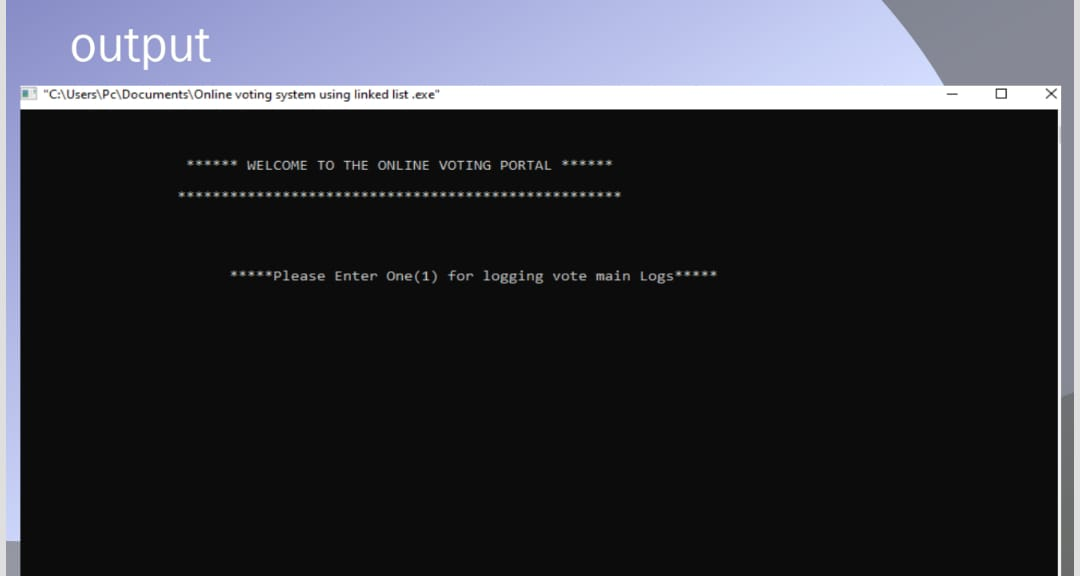 output
"C:\Users\Pc\Documents\Online voting system using linked list .exe"
****** WELCOME TO THE ONLINE VOTING PORTAL ******
***************************************************
*****Please Enter One(1) for logging vote main Logs*****